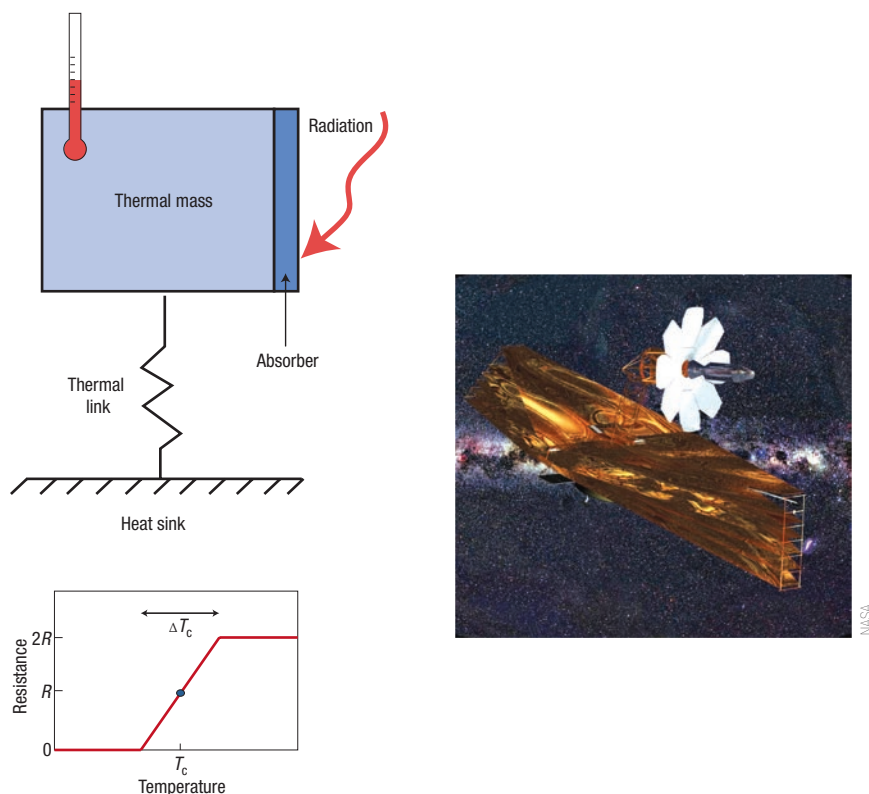 Radiation
Thermal mass
Absorber
Thermal
link
Heat sink
ΔTc
2R
R
0
Resistance
Tc
Temperature
NASA